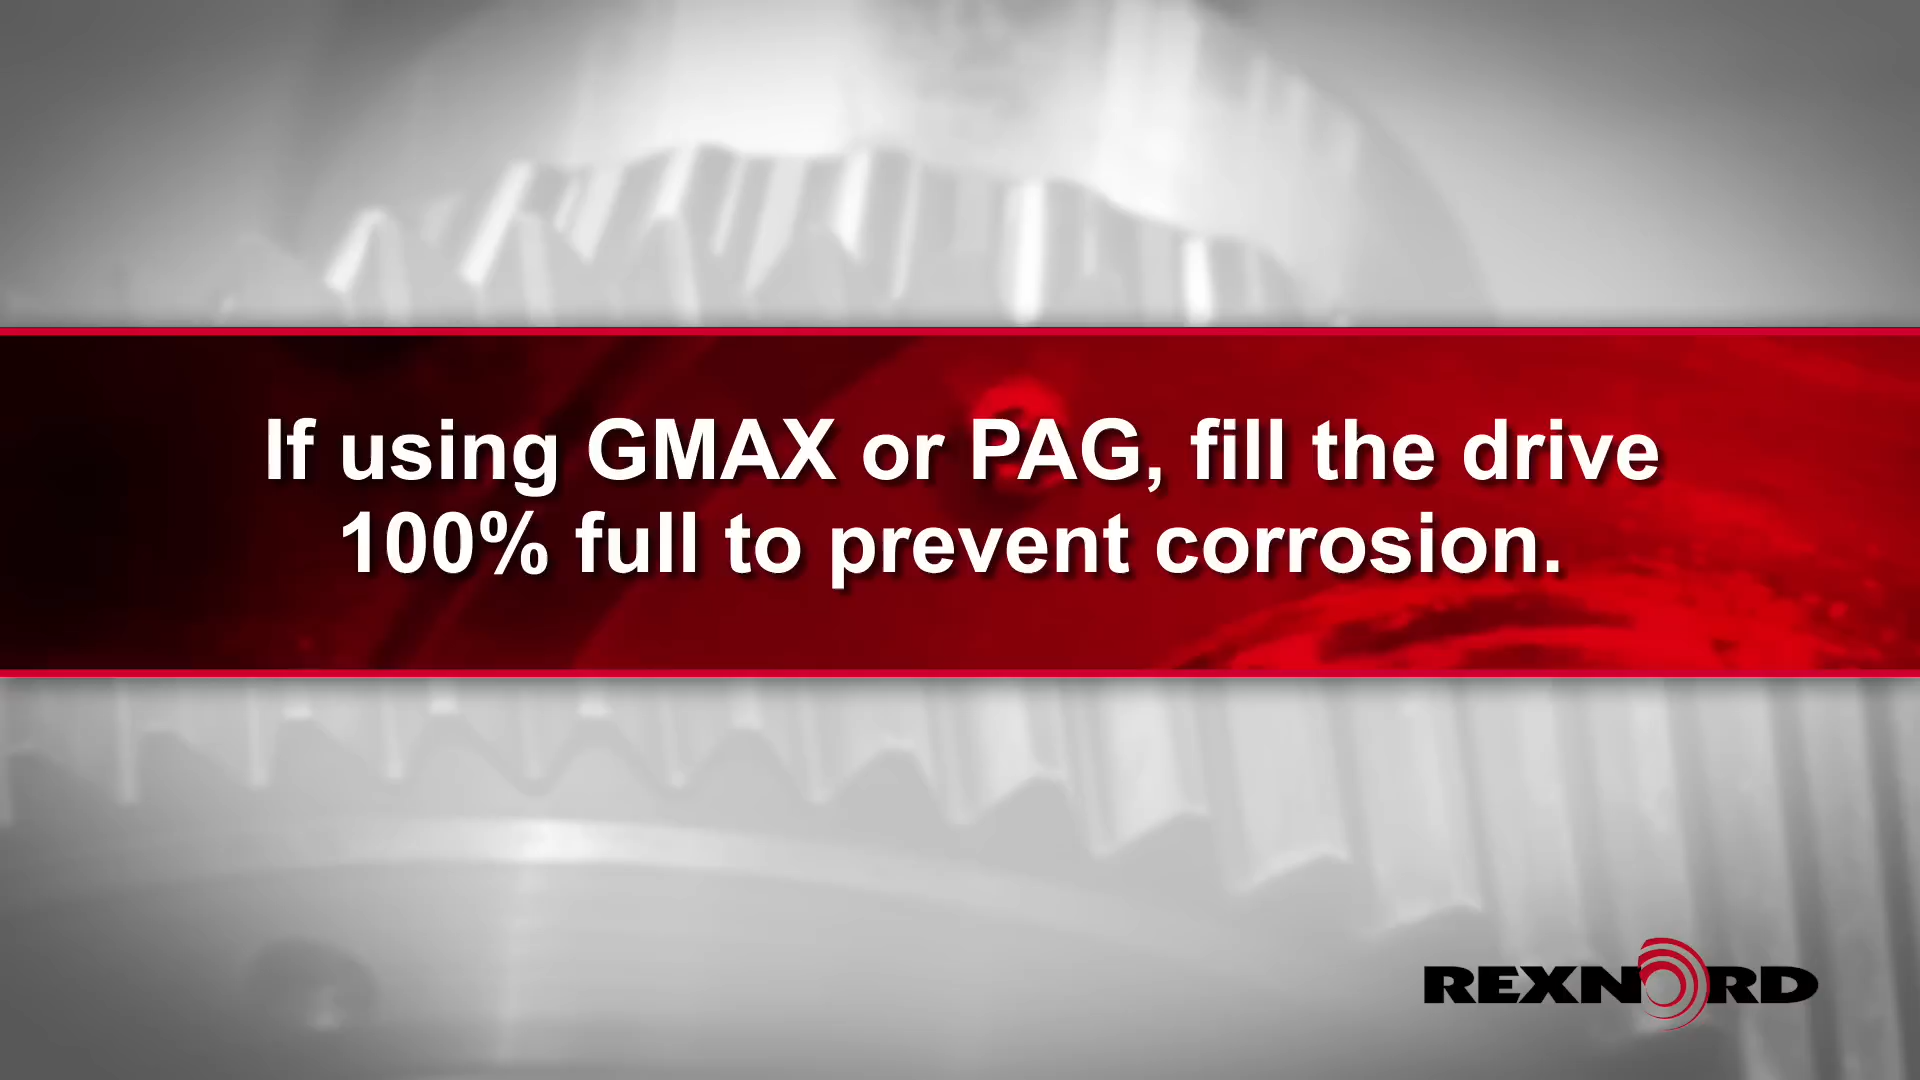 If using GMAX or PAG, fill the drive
100% full to prevent corrosion.
REXNORD